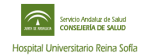 Servicio Andaluz de Salud
CONSEJERÍA DE SALUD
Hospital Universitario Reina Sofía